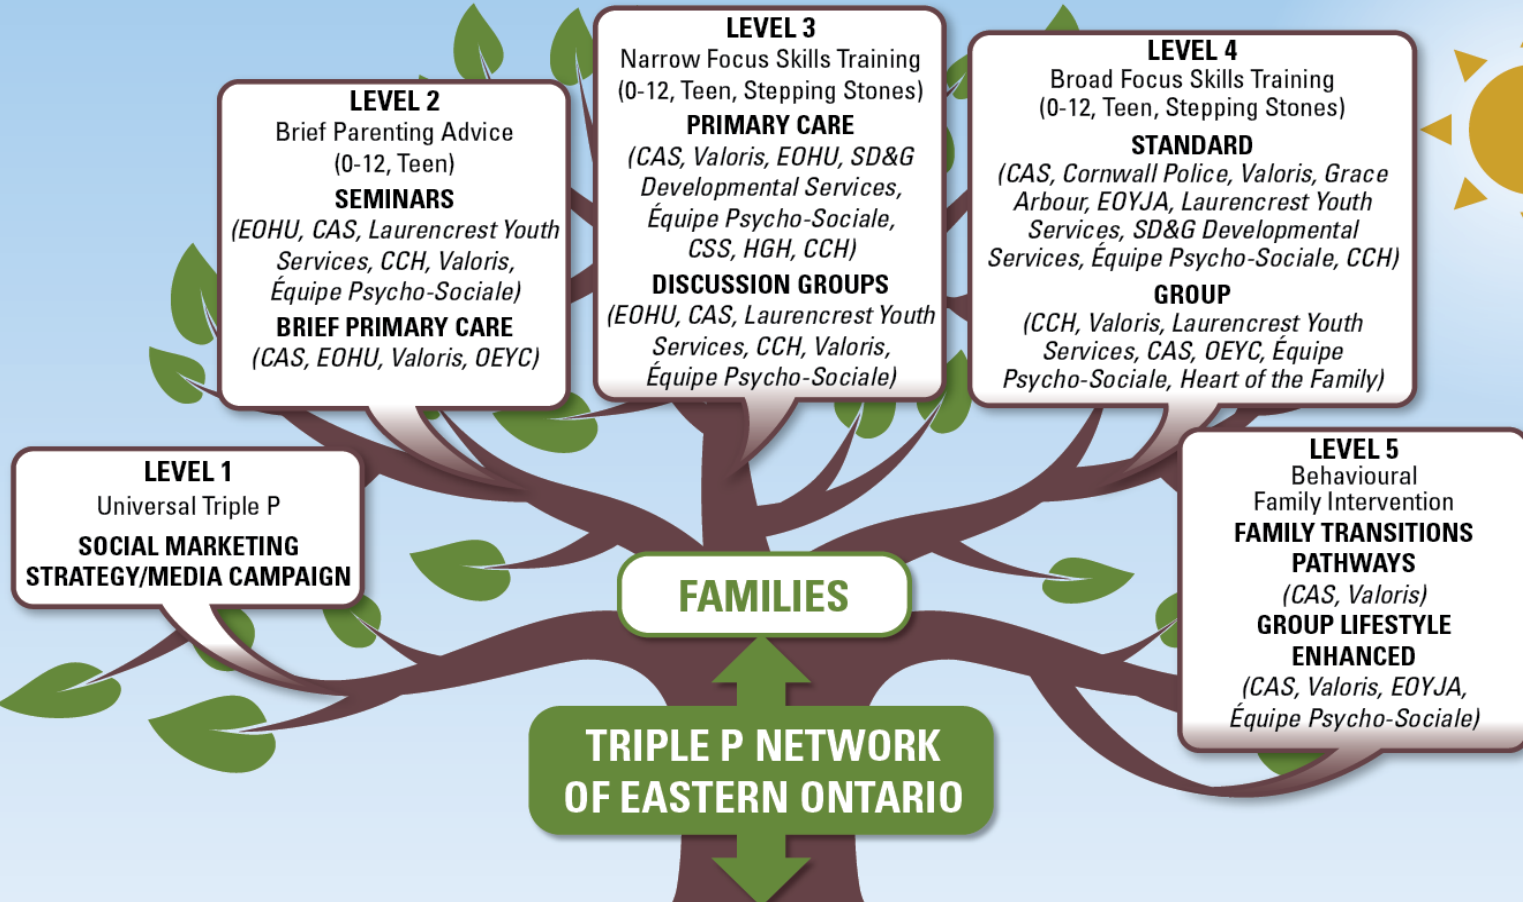 LEVEL 1
Universal Triple P
SOCIAL MARKETING
STRATEGY/MEDIA CAMPAIGN
LEVEL 2
Brief Parenting Advice
(0-12, Teen)
SEMINARS
(EOHU, CAS, Laurencrest Youth
Services, CCH, Valoris,
Équipe Psycho-Sociale)
BRIEF PRIMARY CARE
(CAS, EOHU, Valoris, OEYC)
LEVEL 3
Narrow Focus Skills Training
(0-12, Teen, Stepping Stones)
PRIMARY CARE
(CAS, Valoris, EOHU, SD&G
Developmental Services,
Équipe Psycho-Sociale,
CSS, HGH, CCH)
DISCUSSION GROUPS
(EOHU, CAS, Laurencrest Youth
Services, CCH, Valoris,
Équipe Psycho-Sociale)
LEVEL 4
Broad Focus Skills Training
(0-12, Teen, Stepping Stones)
STANDARD
(CAS, Cornwall Police, Valoris, Grace
Arbour, EOYJA, Laurencrest Youth
Services, SD&G Developmental
Services, Équipe Psycho-Sociale, CCH)
GROUP
(CCH, Valoris, Laurencrest Youth
Services, CAS, OEYC, Équipe
Psycho-Sociale, Heart of the Family)
LEVEL 5
Behavioural
Family Intervention
FAMILY TRANSITIONS
PATHWAYS
(CAS, Valoris)
GROUP LIFESTYLE
ENHANCED
(CAS, Valoris, EOYJA,
Équipe Psycho-Sociale)
FAMILIES
TRIPLE P NETWORK
OF EASTERN ONTARIO